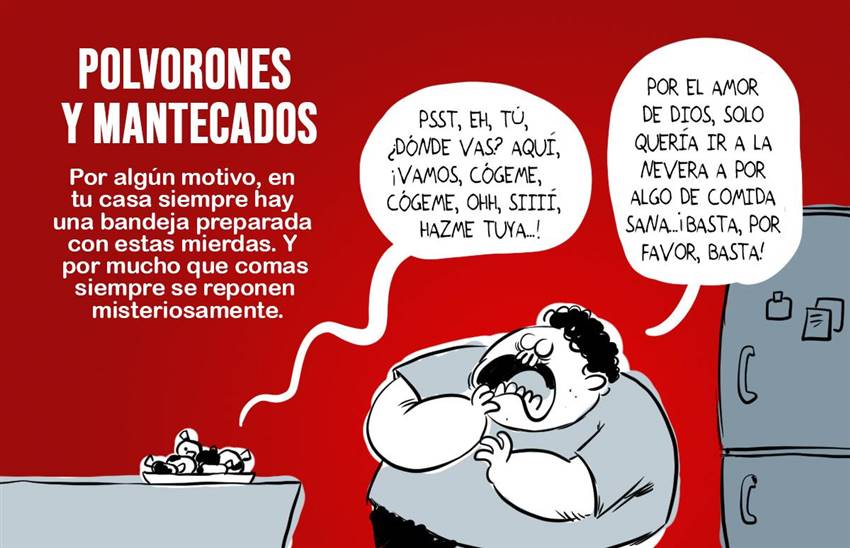 POLVORONES
Y MANTECADOS
Por algún motivo, en
tu casa siempre hay
una bandeja preparada
con estas mierdas. Y
por mucho que comas
siempre se reponen
misteriosamente.
PSST, EH, TÚ,
¿DÓNDE VAS? AQUÍ,
¡VAMOS, CÓGEME,
CÓGEME, OHH, SIIIÍ,
HAZME TUYA...!
POR EL AMOR
DE DIOS, SOLO
QUERÍA IR A LA
NEVERA A POR
ALGO DE COMIDA
SANA...¡BASTA, POR
FAVOR, BASTA!